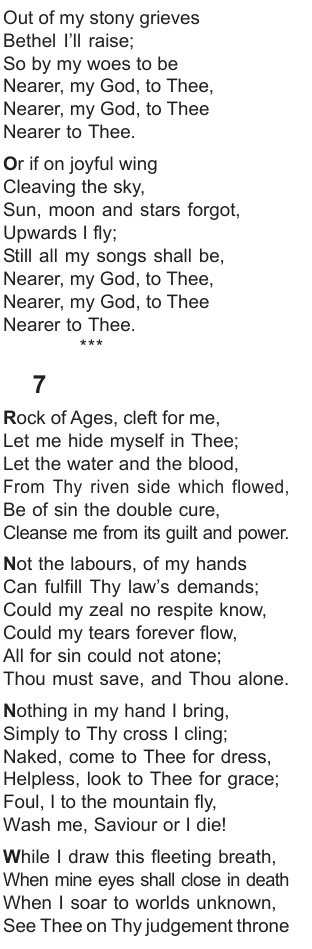 Out of my stony grieves
Bethel I'll raise;
So by my woes to be
Nearer, my God, to Thee,
Nearer, my God, to Thee
Nearer to Thee.
Or if on joyful wing
Cleaving the sky,
Sun, moon and stars forgot,
Upwards I fly;
Still all my songs shall be,
Nearer, my God, to Thee,
Nearer, my God, to Thee
Nearer to Thee.
***
7
Rock of Ages, cleft for me,
Let me hide myself in Thee;
Let the water and the blood,
From Thy riven side which flowed,
Be of sin the double cure,
Cleanse me from its guilt and power.
Not the labours, of my hands
Can fulfill Thy law's demands;
Could my zeal no respite know,
Could my tears forever flow,
All for sin could not atone;
Thou must save, and Thou alone.
Nothing in my hand I bring,
Simply to Thy cross I cling;
Naked, come to Thee for dress,
Helpless, look to Thee for grace;
Foul, I to the mountain fly,
Wash me, Saviour or I die!
While I draw this fleeting breath,
When mine eyes shall close in death
When I soar to worlds unknown,
See Thee on Thy judgement throne